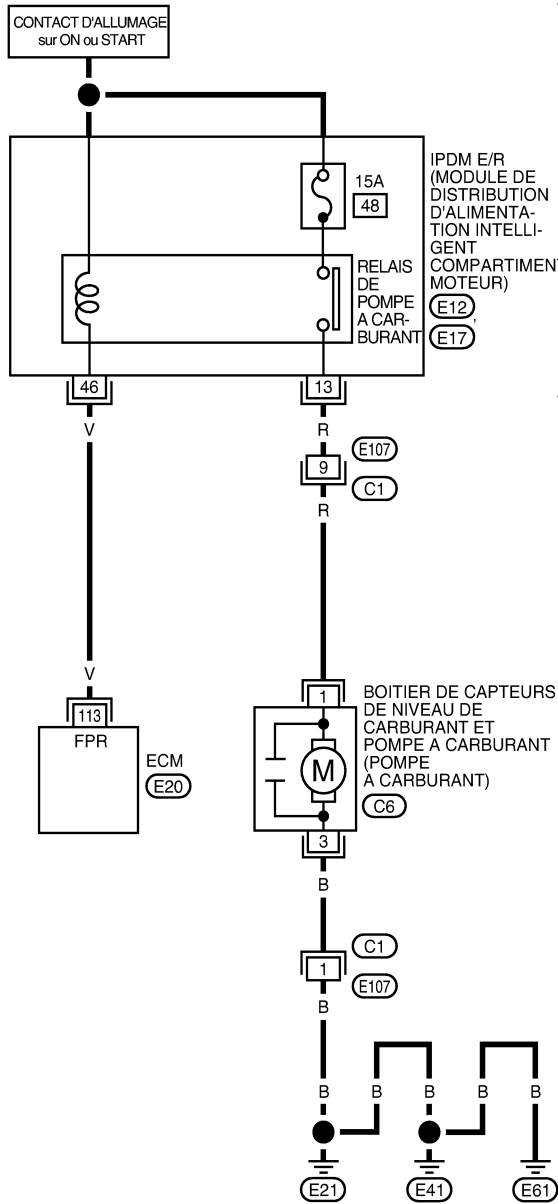 CONTACT D'ALLUMAGE
sur ON ou START
15A
48
IPDM E/R
(MODULE DE
DISTRIBUTION
D'ALIMENTA-
TION INTELLI-
GENT
COMPARTIMENT
MOTEUR)
E12,
E17
RELAIS
DE
POMPE
A CAR-
BURANT
46
13
V
R
E107
9
C1
R
V
113
FPR
ECM
E20
1
BOITIER DE CAPTEURS
DE NIVEAU DE
CARBURANT ET
POMPE A CARBURANT
(POMPE
A CARBURANT)
M
C6
3
B
C1
1
E107
B
B
B
B
B
B
E21
E41
E61